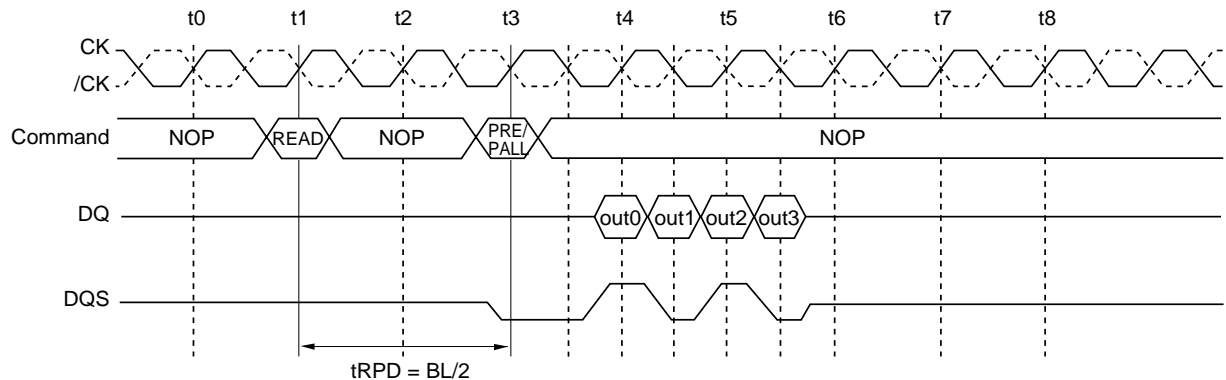 t0 t1 t2 t3 t4 t5 t6 t7 t8
CK
/CK
Command NOP READ NOP PRE/ PALL NOP
DQ out0 out1 out2 out3
DQS
tRPD = BL/2